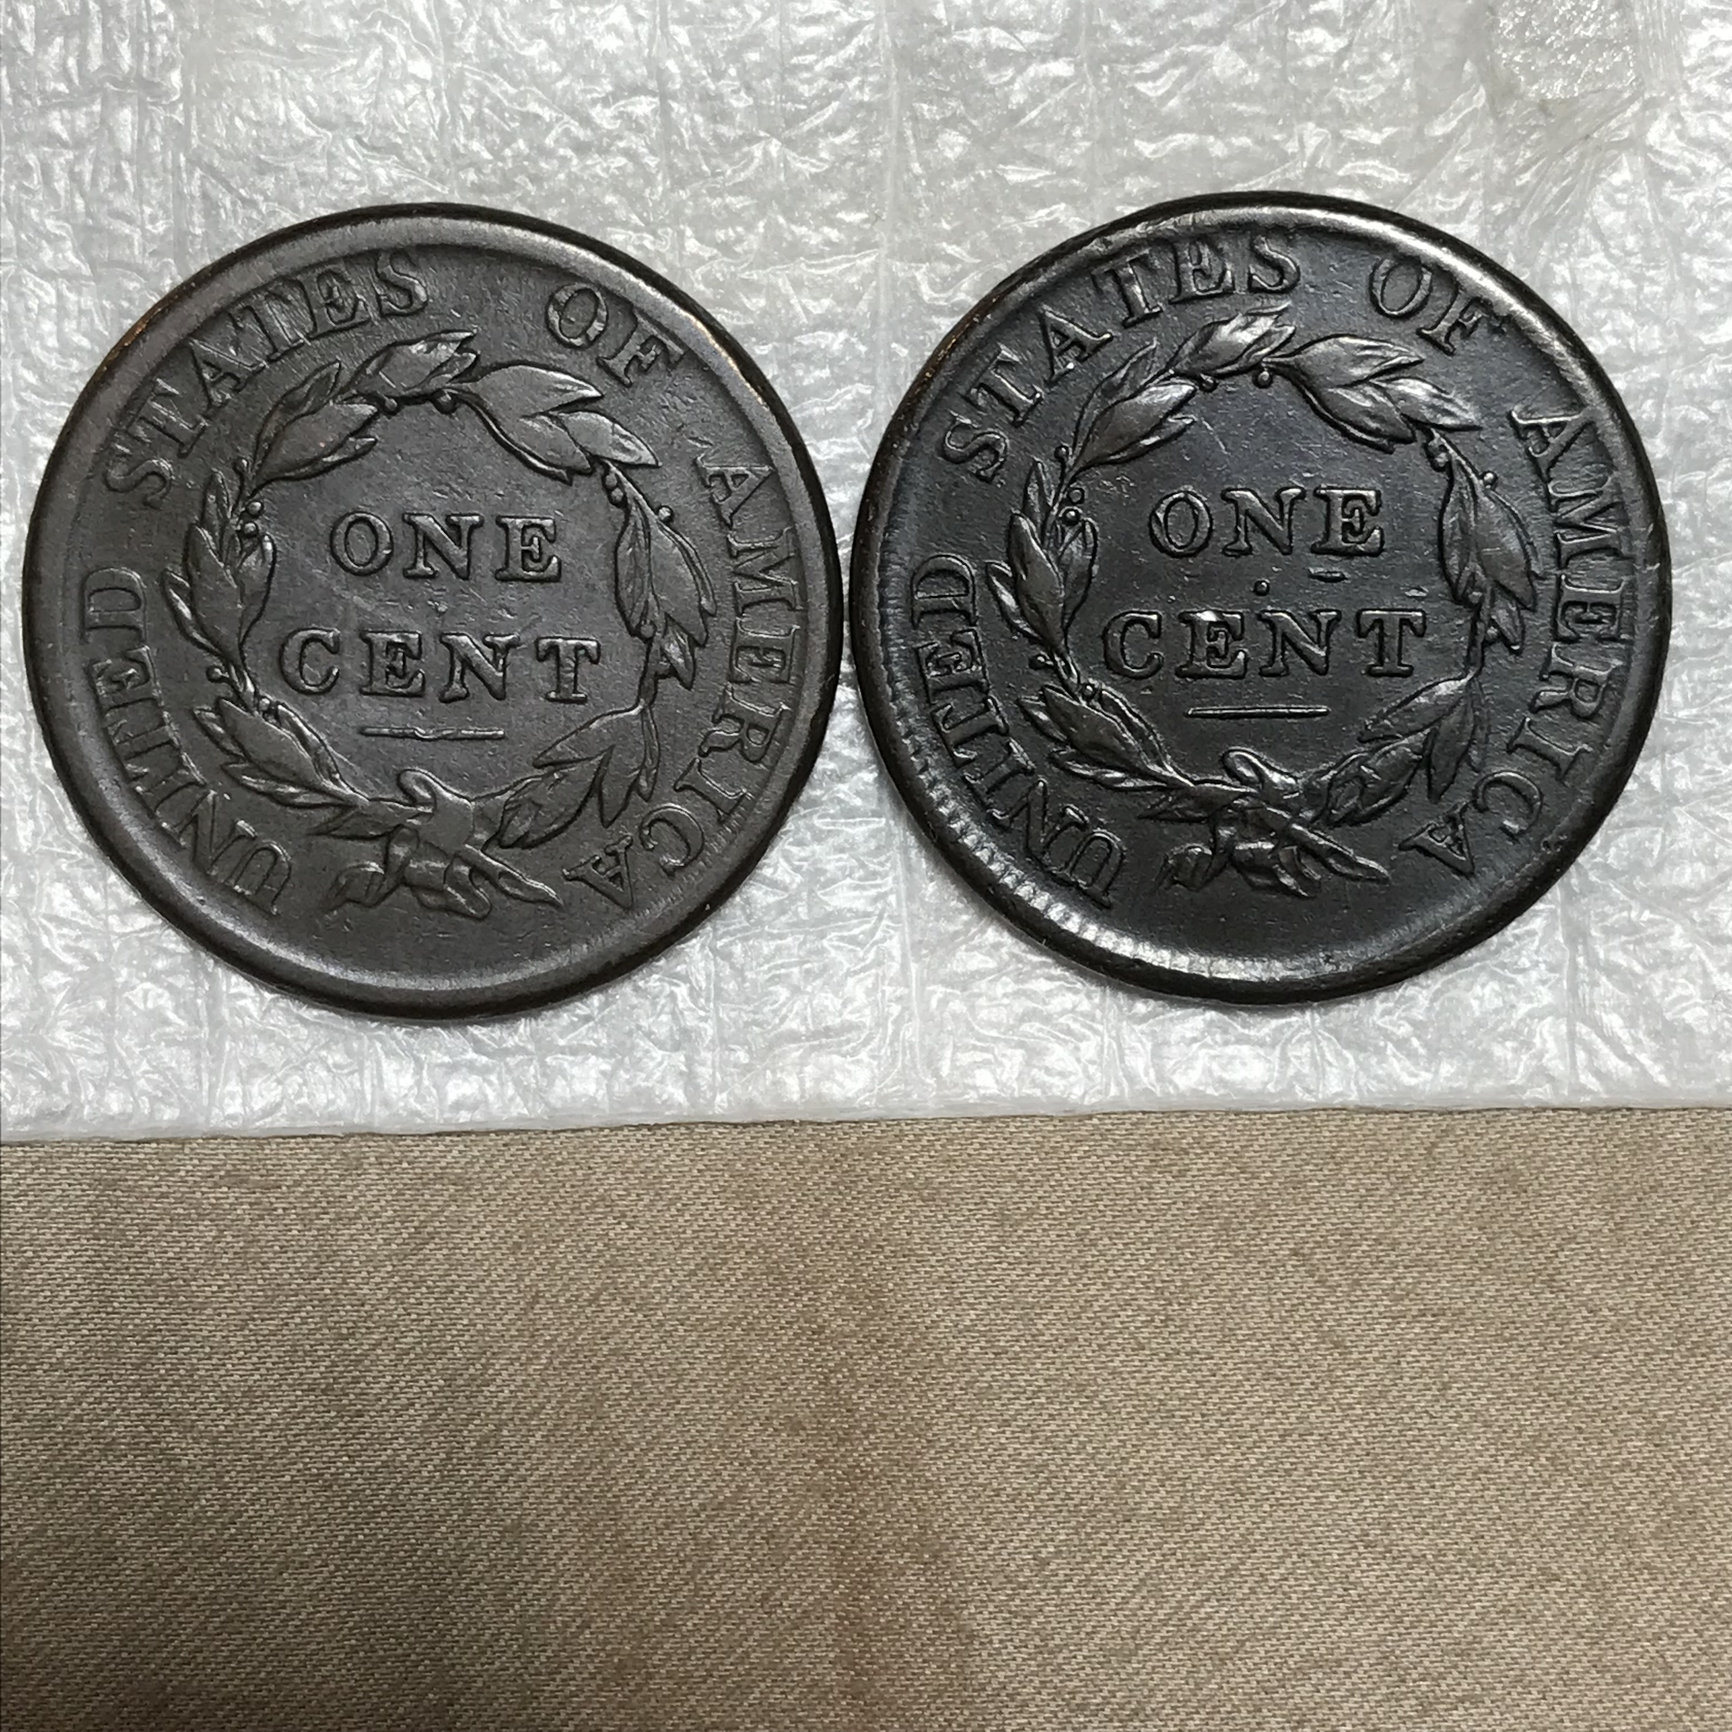 UNITED STATES OF AMERICA
ONE
CENT
UNITED STATES OF AMERICA
ONE
CENT